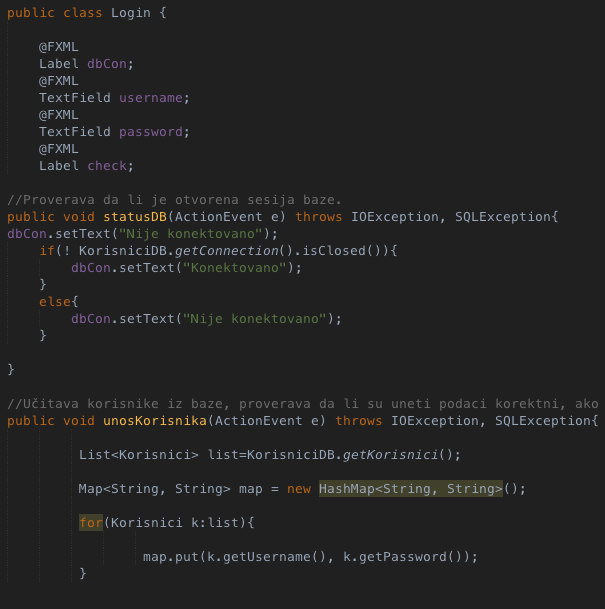 public class Login {
@FXML
Label dbCon;
@FXML
TextField username;
@FXML
TextField password;
@FXML
Label check;
//Proverava da li je otvorena sesija baze.
public void statusDB(ActionEvent e) throws IOException, SQLException{
dbCon.setText("Nije konektovano");
if(! KorisniciDB.getConnection().isClosed()){
dbCon.setText("Konektovano");
}
else{
dbCon.setText("Nije konektovano");
}
}
//Učitava korisnike iz baze, proverava da li su uneti podaci korektni, ako
public void unosKorisnika(ActionEvent e) throws IOException, SQLException{
List<Korisnici> list=KorisniciDB.getKorisnici();
Map<String, String> map = new HashMap<String, String>();
for(Korisnici k:list){
map.put(k.getUsername(), k.getPassword());
}